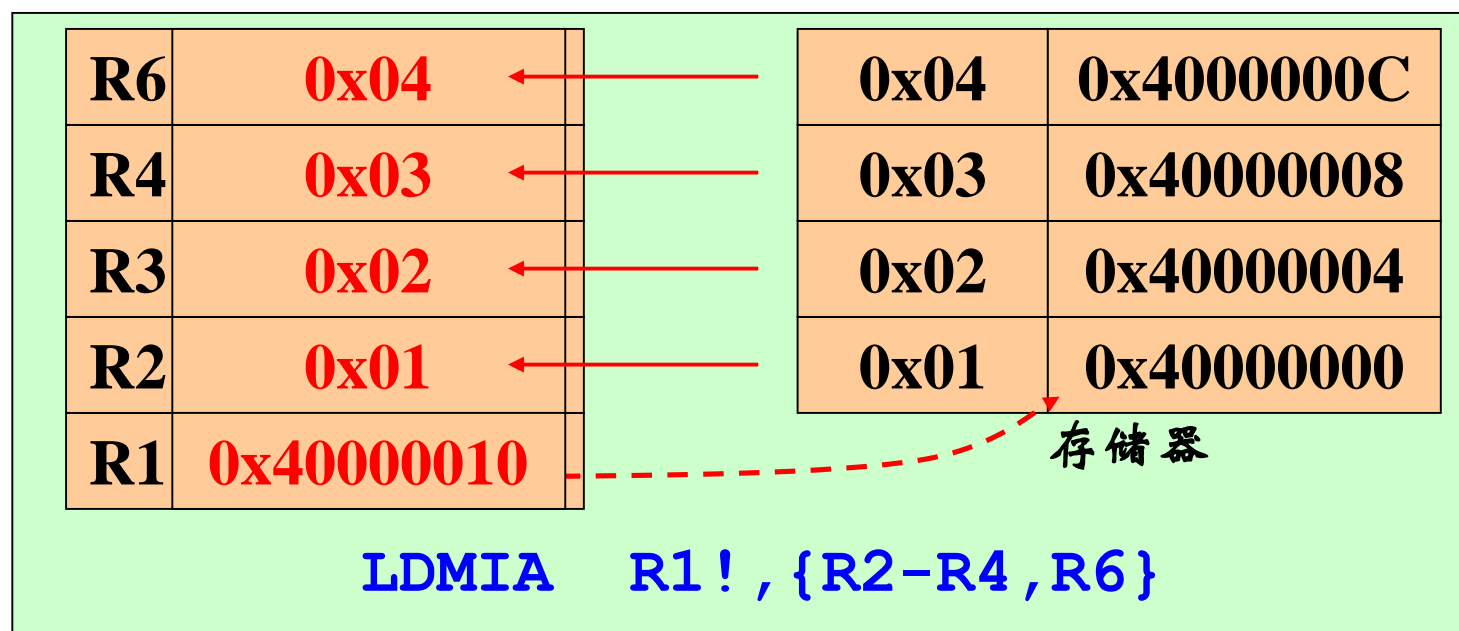 R6 0x04 0x04 0x4000000C
R4 0x03 0x03 0x40000008
R3 0x02 0x02 0x40000004
R2 0x01 0x01 0x40000000
R1 0x40000010
存储器
LDMIA R1!,{R2-R4,R6}